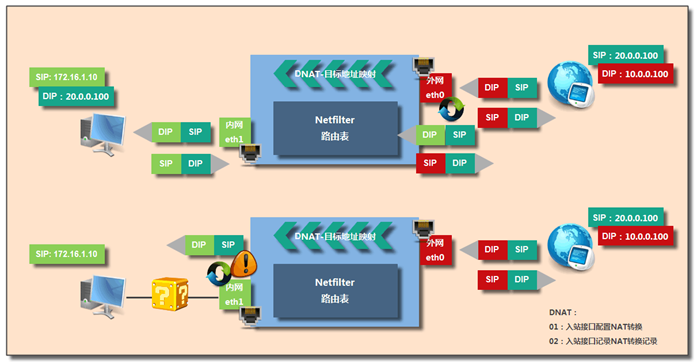 SIP: 172.16.1.10
DIP：20.0.0.100
DNAT-目标地址映射
Netfilter
路由表
内网
eth1
外网
eth0
SIP：20.0.0.100
DIP：10.0.0.100
DIP SIP
SIP DIP
DIP SIP
SIP DIP
DIP SIP
SIP DIP
SIP: 172.16.1.10
DIP SIP
DNAT-目标地址映射
Netfilter
路由表
内网
eth1
外网
eth0
SIP：20.0.0.100
DIP：10.0.0.100
DIP SIP
SIP DIP
? ?
!
DNAT：
01：入站接口配置NAT转换
02：入站接口记录NAT转换记录